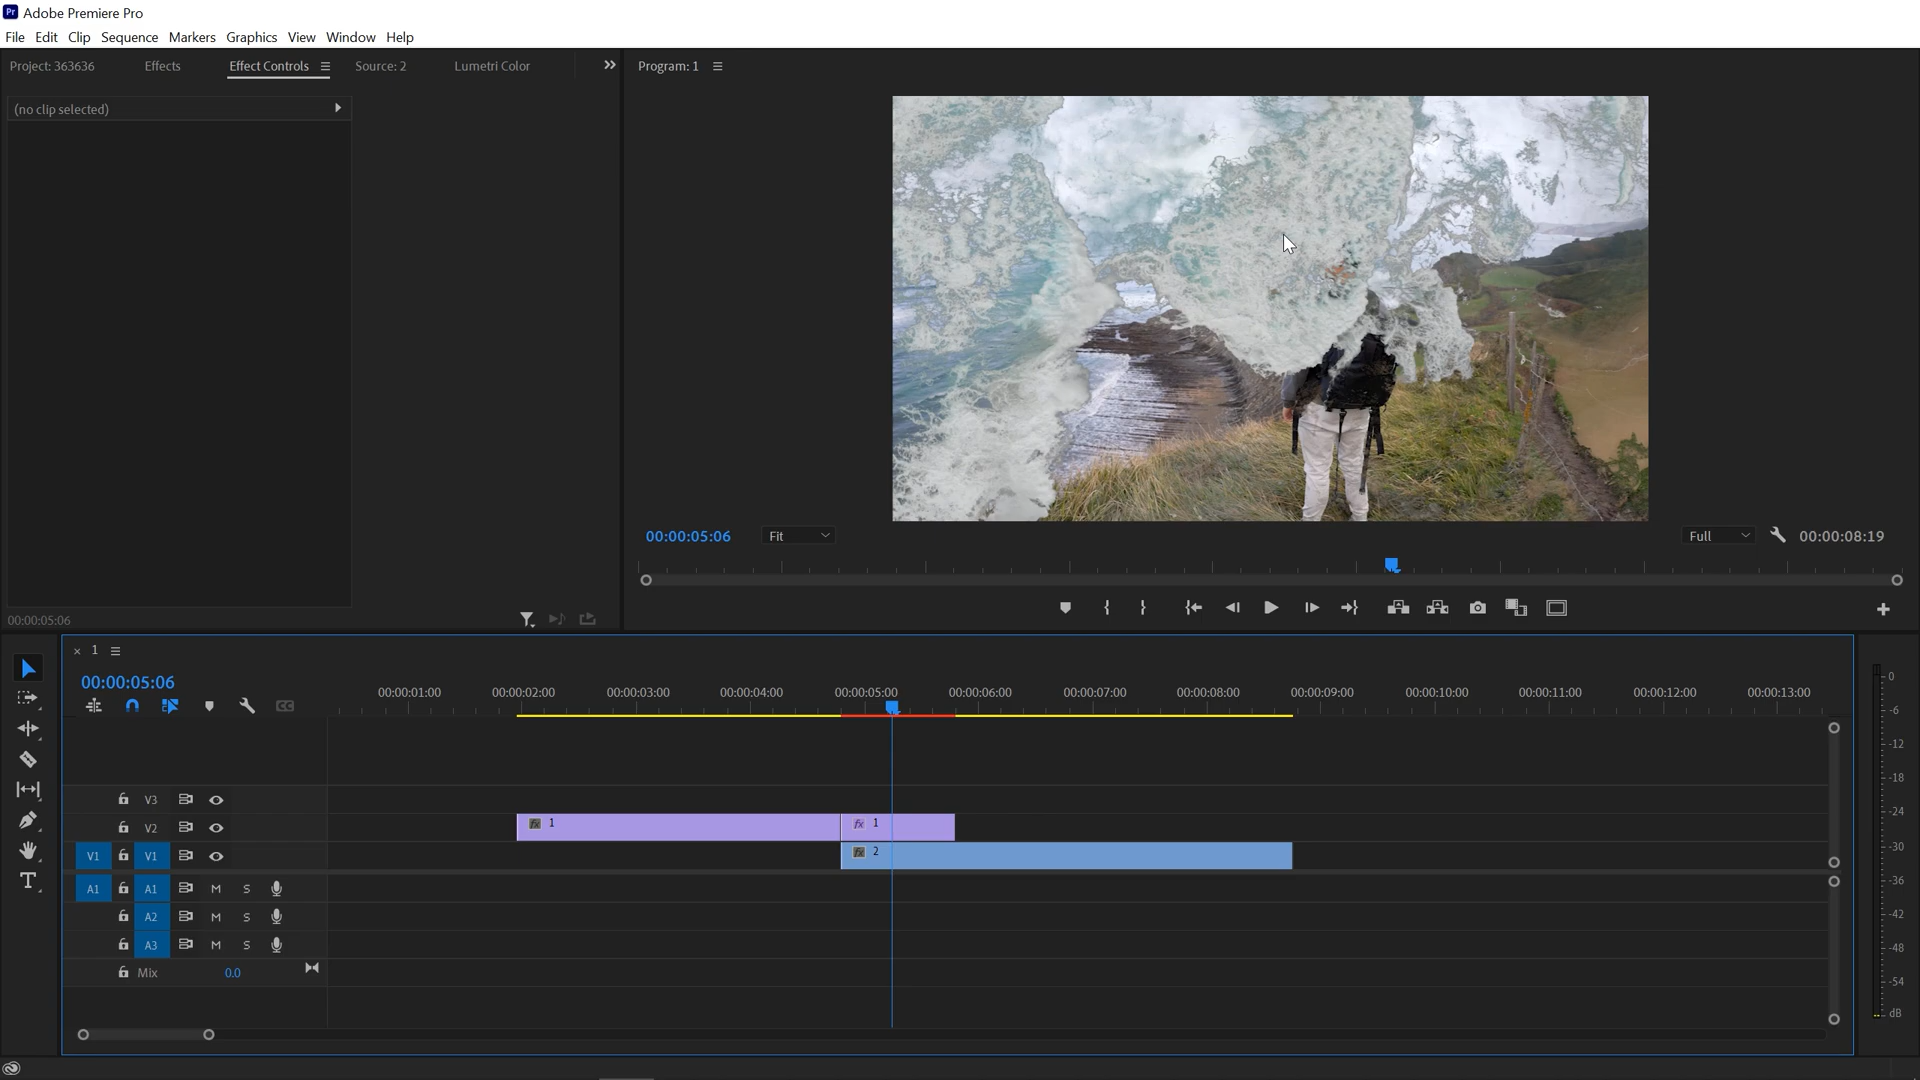 Pr Adobe Premiere Pro
File Edit Clip Sequence Markers Graphics View Window Help
Project: 363636 Effects Effect Controls Source: 2 Lumetri Color
Program: 1
(no clip selected)
00:00:05:06 Fit Full 00:00:08:19
00:00:05:06
1
00:00:05:06
00:00:01:00 00:00:02:00 00:00:03:00 00:00:04:00 00:00:05:00 00:00:06:00 00:00:07:00 00:00:08:00 00:00:09:00 00:00:10:00 00:00:11:00 00:00:12:00 00:00:13:00
V3
V2 fx 1 fx 1
V1 V1 fx 2
A1 A1 M S
A2 M S
A3 M S
Mix 0.0
0
-6
-12
-18
-24
-30
-36
-42
-48
-54
dB